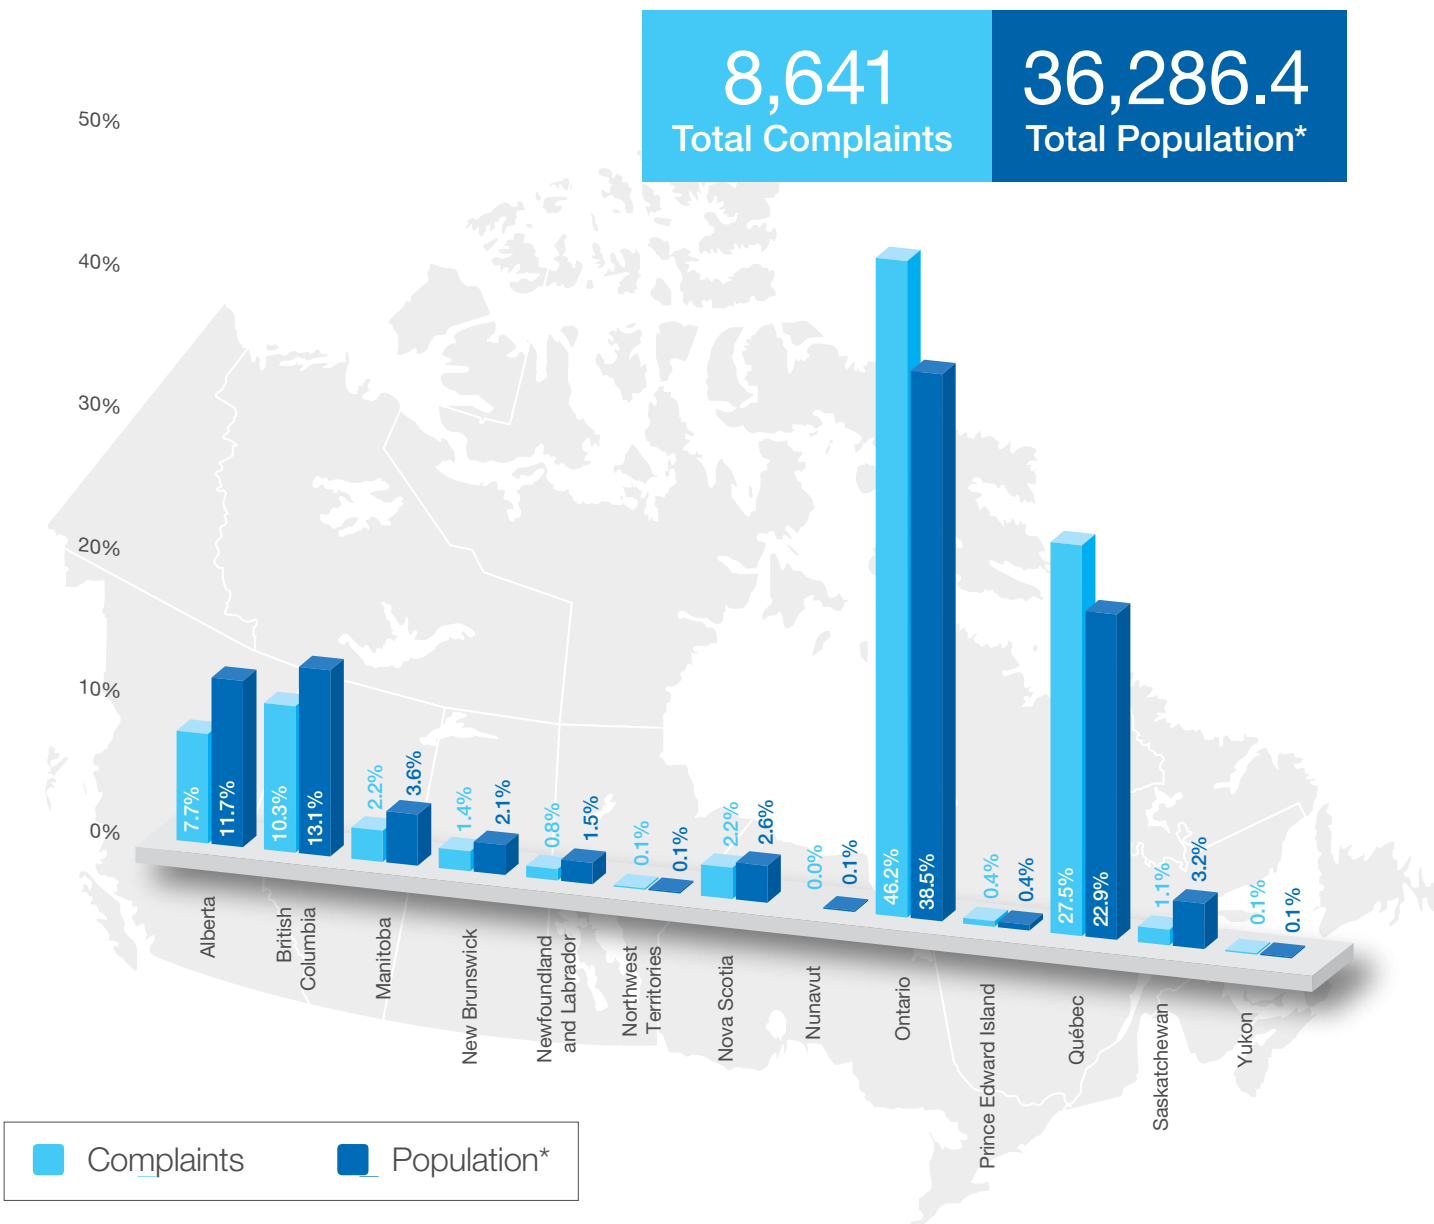 8,641
Total Complaints
36,286.4
Total Population*
50%
40%
30%
20%
10%
0%
7.7%
11.7%
10.3%
13.1%
2.2%
3.6%
1.4%
2.1%
0.8%
1.5%
0.1%
0.1%
2.2%
2.6%
0.0%
0.1%
46.2%
38.5%
0.4%
0.4%
27.5%
22.9%
1.1%
3.2%
0.1%
0.1%
Alberta
British
Columbia
Manitoba
New Brunswick
Newfoundland
and Labrador
Northwest
Territories
Nova Scotia
Nunavut
Ontario
Prince Edward Island
Québec
Saskatchewan
Yukon
Complaints
Population*